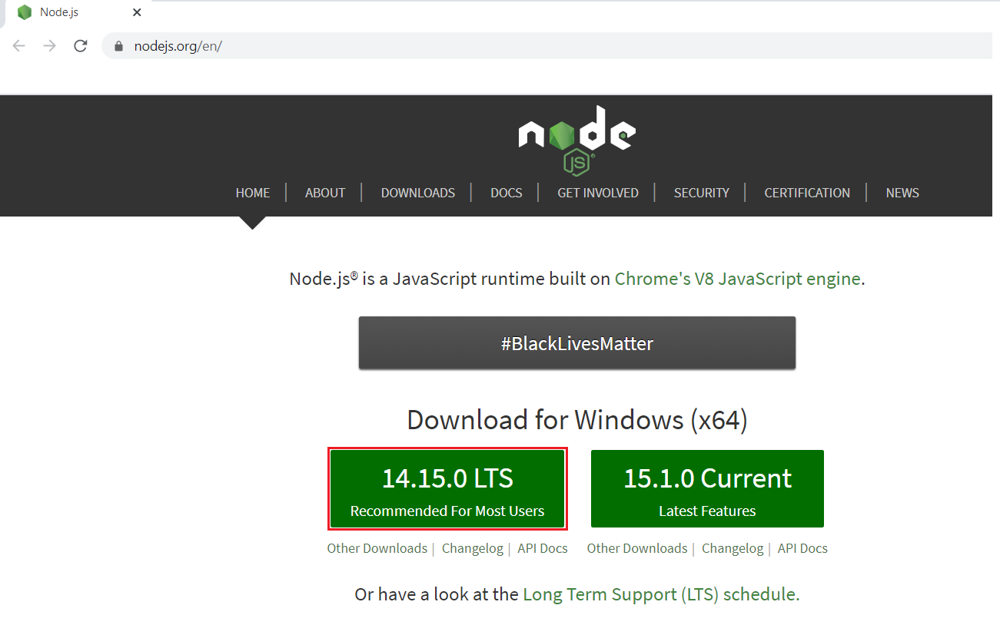 Node.js
nodejs.org/en/
node
JS®
HOME | ABOUT | DOWNLOADS | DOCS | GET INVOLVED | SECURITY | CERTIFICATION | NEWS
Node.js® is a JavaScript runtime built on Chrome's V8 JavaScript engine.
#BlackLivesMatter
Download for Windows (x64)
14.15.0 LTS
Recommended For Most Users
15.1.0 Current
Latest Features
Other Downloads | Changelog | API Docs
Other Downloads | Changelog | API Docs
Or have a look at the Long Term Support (LTS) schedule.